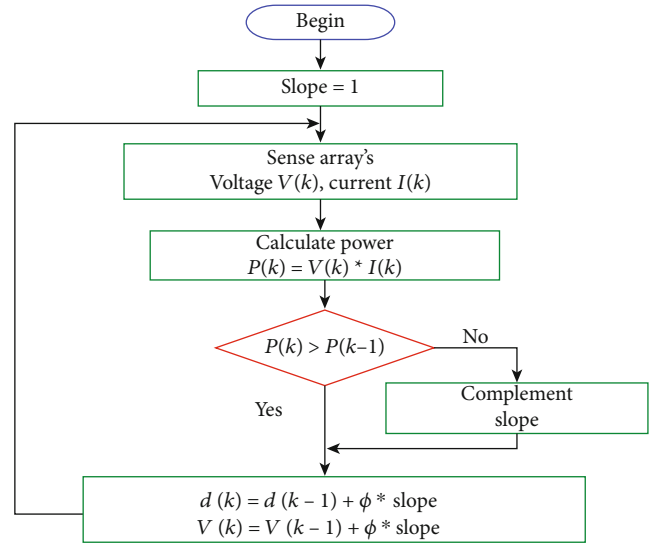 Begin
Slope = 1
Sense array's
Voltage V(k), current I(k)
Calculate power
P(k) = V(k) * I(k)
P(k) > P(k–1)
No
Yes
Complement
slope
d (k) = d (k – 1) + ϕ * slope
V (k) = V (k – 1) + ϕ * slope